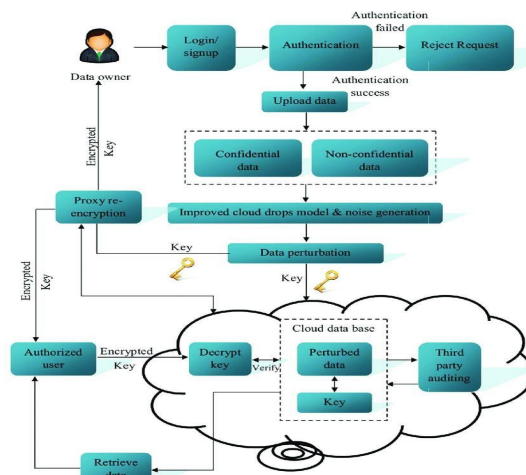 Authentication
failed
Login/
signup
Authentication
Reject Request
Data owner
Authentication
success
Upload data
Encrypted
Key
Confidential
data
Non-confidential
data
Proxy re-
encryption
Improved cloud drops model & noise generation
Key
Data perturbation
Key
Encrypted
Key
Cloud data base
Authorized
user
Encrypted
Key
Decrypt
key
Verify
Perturbed
data
Third
party
auditing
Key
Retrieve
data